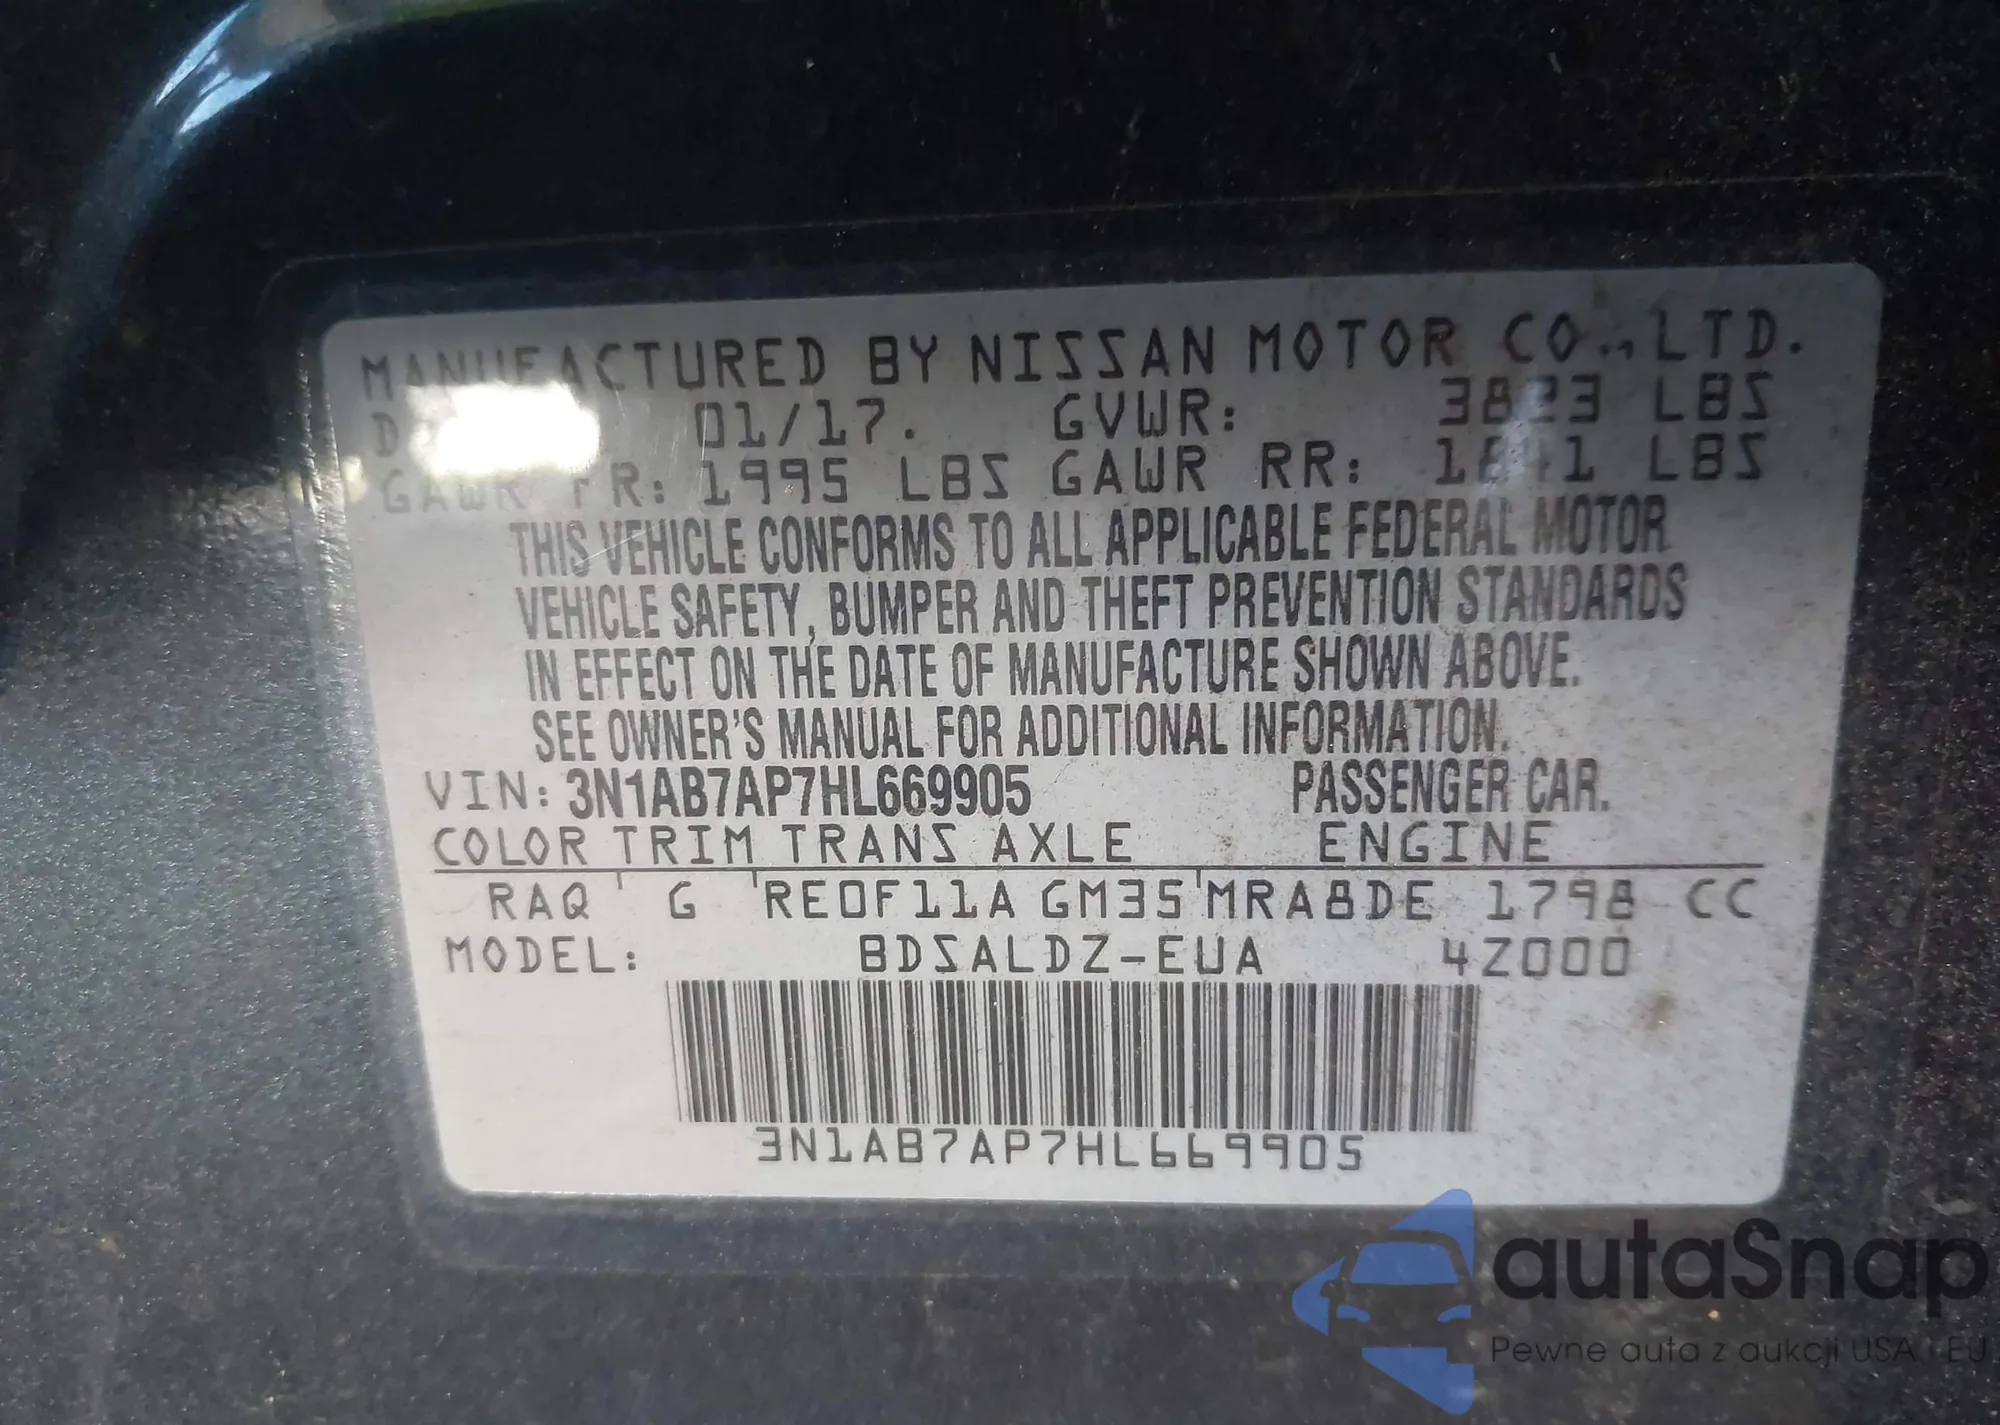 MANUFACTURED BY NISSAN MOTOR CO., LTD.
01/17. GVWR: 3823 LBS
GAWR FR: 1995 LBS GAWR RR: LBS
THIS VEHICLE CONFORMS TO ALL APPLICABLE FEDERAL MOTOR
VEHICLE SAFETY, BUMPER AND THEFT PREVENTION STANDARDS
IN EFFECT ON THE DATE OF MANUFACTURE SHOWN ABOVE.
SEE OWNER'S MANUAL FOR ADDITIONAL INFORMATION.
VIN: 3N1AB7AP7HL669905 PASSENGER CAR.
COLOR TRIM TRANS AXLE ENGINE
RAQ G RE0F11A GM35 MRA8DE 1798 CC
MODEL: BDSALDZ-EUA 4Z000
3N1AB7AP7HL669905
autaSnap
Pewne auta z aukcji USA i EU